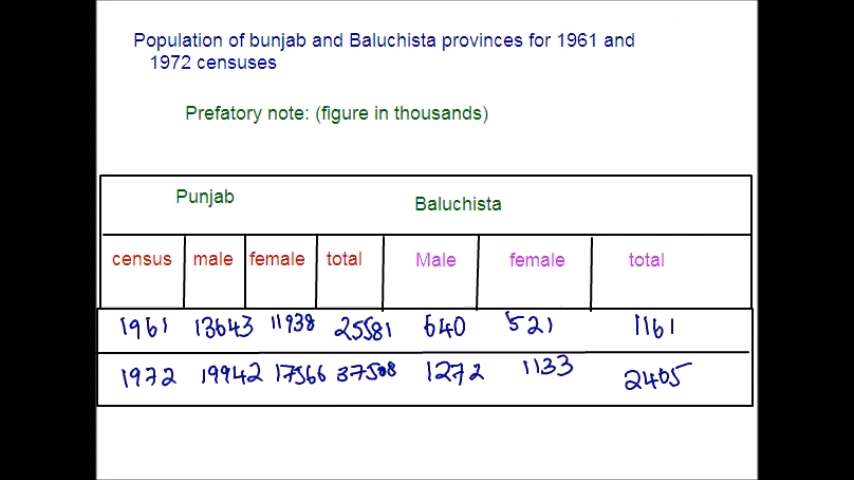 Population of bunjab and Baluchista provinces for 1961 and
1972 censuses
Prefatory note: (figure in thousands)
Punjab Baluchista
census male female total Male female total
1961 13643 11938 25581 640 521 1161
1972 19942 17566 37508 1272 1133 2405